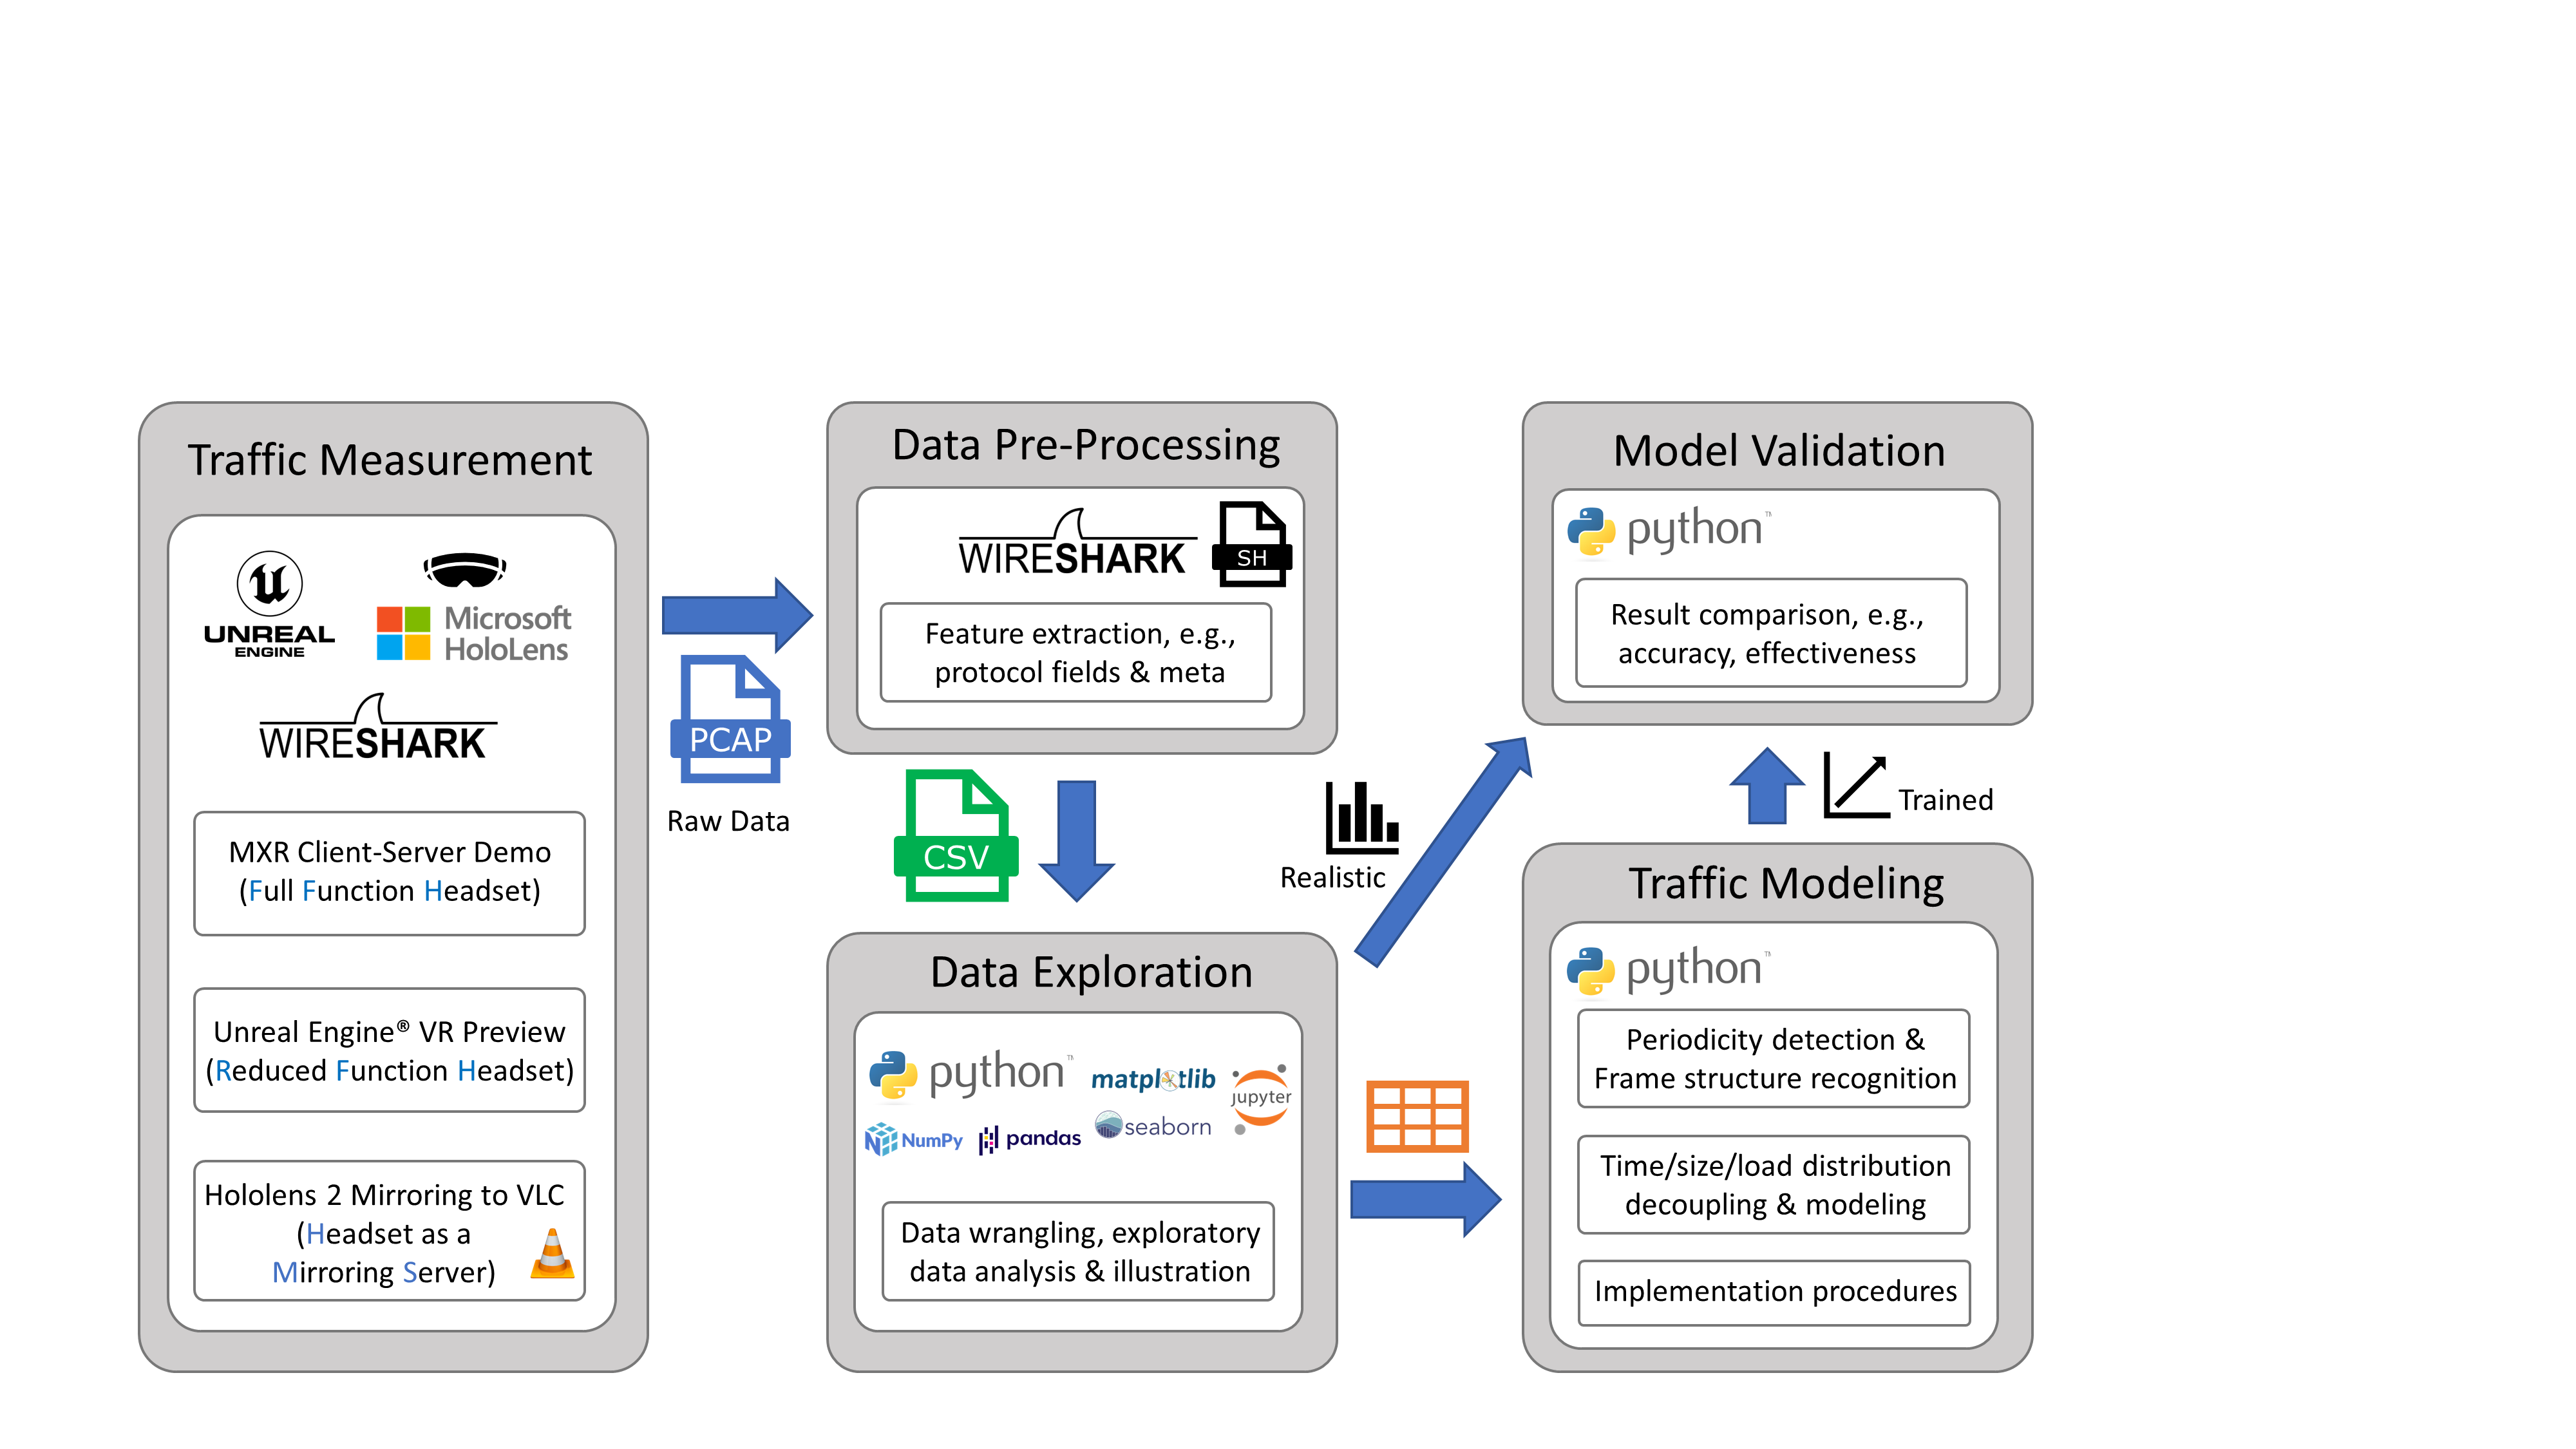 Traffic Measurement
UNREAL
ENGINE
Microsoft
HoloLens
WIRESHARK
MXR Client-Server Demo
(Full Function Headset)
Unreal Engine® VR Preview
(Reduced Function Headset)
Hololens 2 Mirroring to VLC
(Headset as a
Mirroring Server)
PCAP
Raw Data
Data Pre-Processing
WIRESHARK
SH
Feature extraction, e.g.,
protocol fields & meta
CSV
Data Exploration
python™
matplotlib
jupyter
NumPy
pandas
seaborn
Data wrangling, exploratory
data analysis & illustration
Realistic
Model Validation
python™
Result comparison, e.g.,
accuracy, effectiveness
Trained
Traffic Modeling
python™
Periodicity detection &
Frame structure recognition
Time/size/load distribution
decoupling & modeling
Implementation procedures